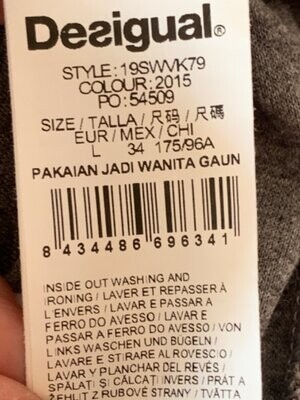 Desigual®
STYLE: 19SWVK79
COLOUR: 2015
PO: 54509
SIZE / TALLA / 尺码 / 尺碼
EUR / MEX / CHI
L 34 175/96A
PAKAIAN JADI WANITA GAUN
8 434486 696341
INSIDE OUT WASHING AND
IRONING / LAVER ET REPASSER À
L'ENVERS / LAVAR E PASSAR A
FERRO DO AVESSO / LAVAR E
PASSAR A FERRO DO AVESSO / VON
LINKS WASCHEN UND BÜGELN /
LAVARE E STIRARE AL ROVESCIO /
LAVAR Y PLANCHAR DEL REVÉS /
SPĂLAȚI ȘI CĂLCAȚI INVERS / PRÁT A
ŽEHLIT Z RUBOVÉ STRANY / TVÄTTA